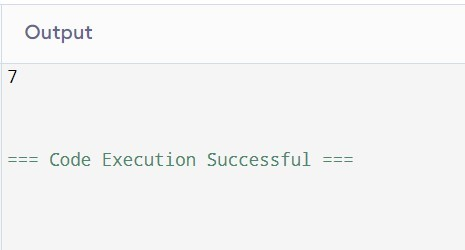 Output
7
=== Code Execution Successful ===